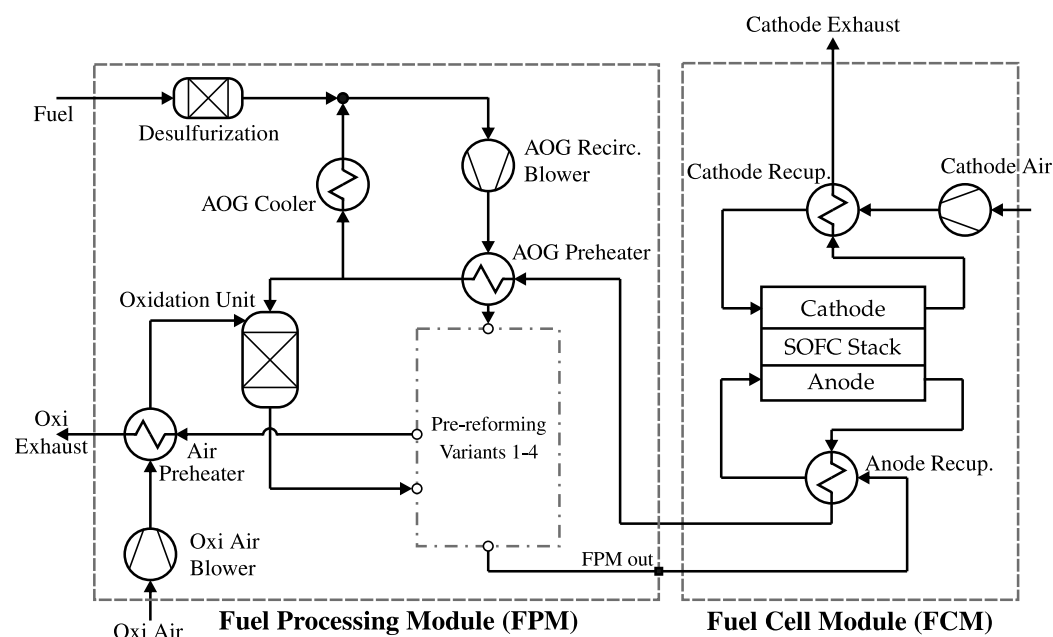 Cathode Exhaust
Fuel
Desulfurization
AOG Recirc.
Blower
AOG Cooler
Cathode Recup.
Cathode Air
AOG Preheater
Oxidation Unit
Cathode
SOFC Stack
Anode
Oxi
Exhaust
Air
Preheater
Pre-reforming
Variants 1-4
Anode Recup.
Oxi Air
Blower
FPM out
Oxi Air
Fuel Processing Module (FPM)
Fuel Cell Module (FCM)